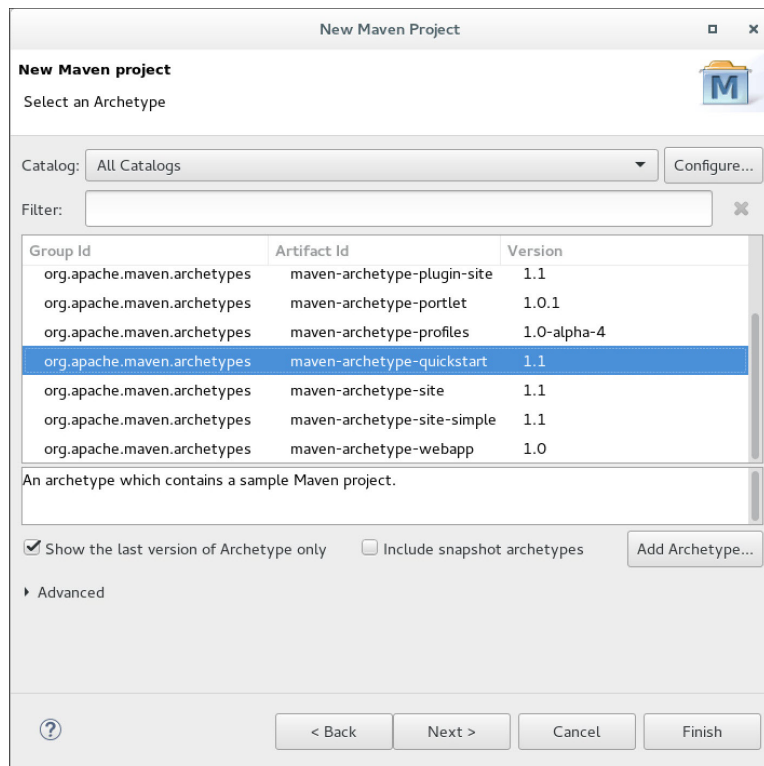 New Maven Project
New Maven project
Select an Archetype
M
Catalog: All Catalogs Configure...
Filter:
Group Id Artifact Id Version
org.apache.maven.archetypes maven-archetype-plugin-site 1.1
org.apache.maven.archetypes maven-archetype-portlet 1.0.1
org.apache.maven.archetypes maven-archetype-profiles 1.0-alpha-4
org.apache.maven.archetypes maven-archetype-quickstart 1.1
org.apache.maven.archetypes maven-archetype-site 1.1
org.apache.maven.archetypes maven-archetype-site-simple 1.1
org.apache.maven.archetypes maven-archetype-webapp 1.0
An archetype which contains a sample Maven project.
Show the last version of Archetype only Include snapshot archetypes Add Archetype...
Advanced
? < Back Next > Cancel Finish